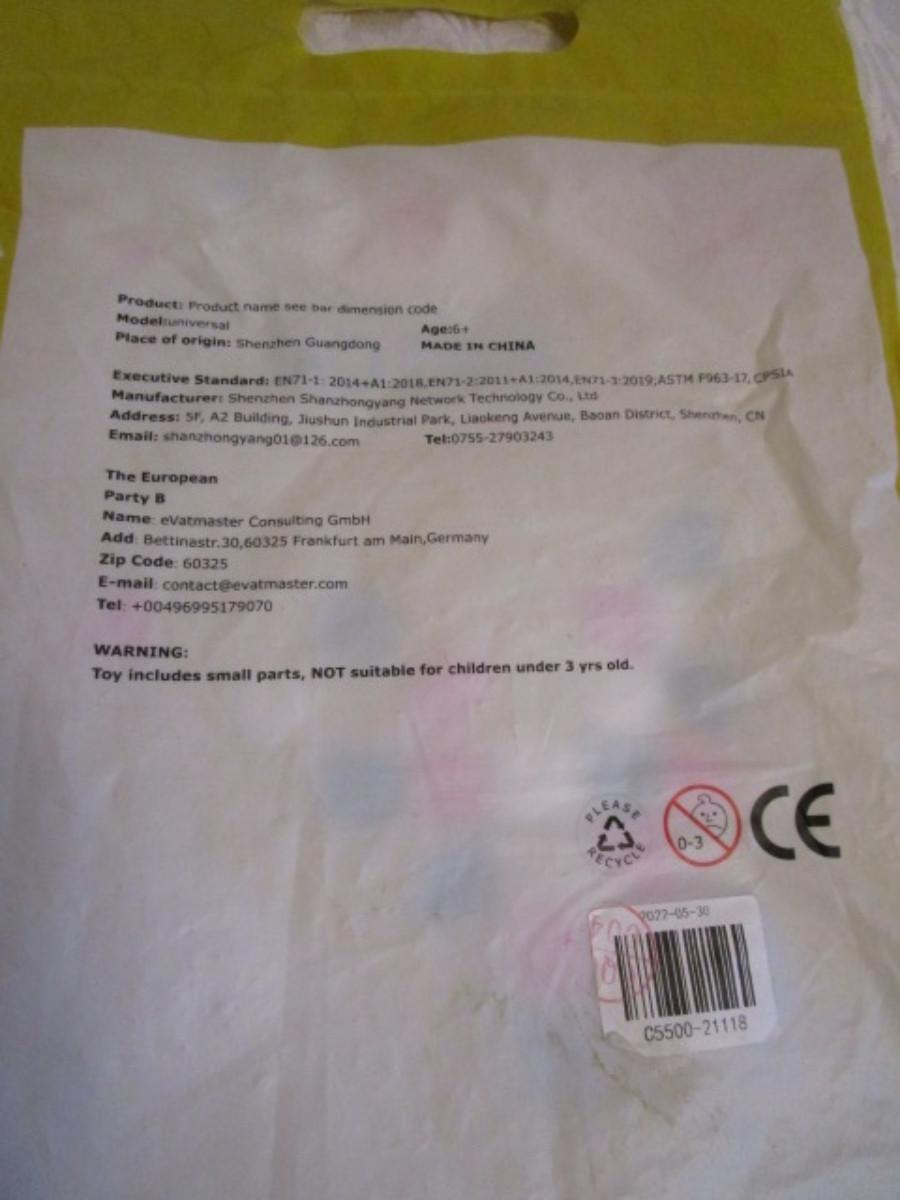 Product: Product name see bar dimension code
Model:universal Age:6+
Place of origin: Shenzhen Guangdong MADE IN CHINA
Executive Standard: EN71-1: 2014+A1:2018,EN71-2:2011+A1:2014,EN71-3:2019;ASTM F963-17, CPSIA
Manufacturer: Shenzhen Shanzhongyang Network Technology Co., Ltd
Address: 5F, A2 Building, Jiushun Industrial Park, Liaokeng Avenue, Baoan District, Shenzhen, CN
Email: shanzhongyang01@126.com Tel:0755-27903243
The European
Party B
Name: eVatmaster Consulting GmbH
Add: Bettinastr.30,60325 Frankfurt am Main,Germany
Zip Code: 60325
E-mail: contact@evatmaster.com
Tel: +00496995179070
WARNING:
Toy includes small parts, NOT suitable for children under 3 yrs old.
PLEASE RECYCLE
0-3
CE
2022-05-30
C5500-21118